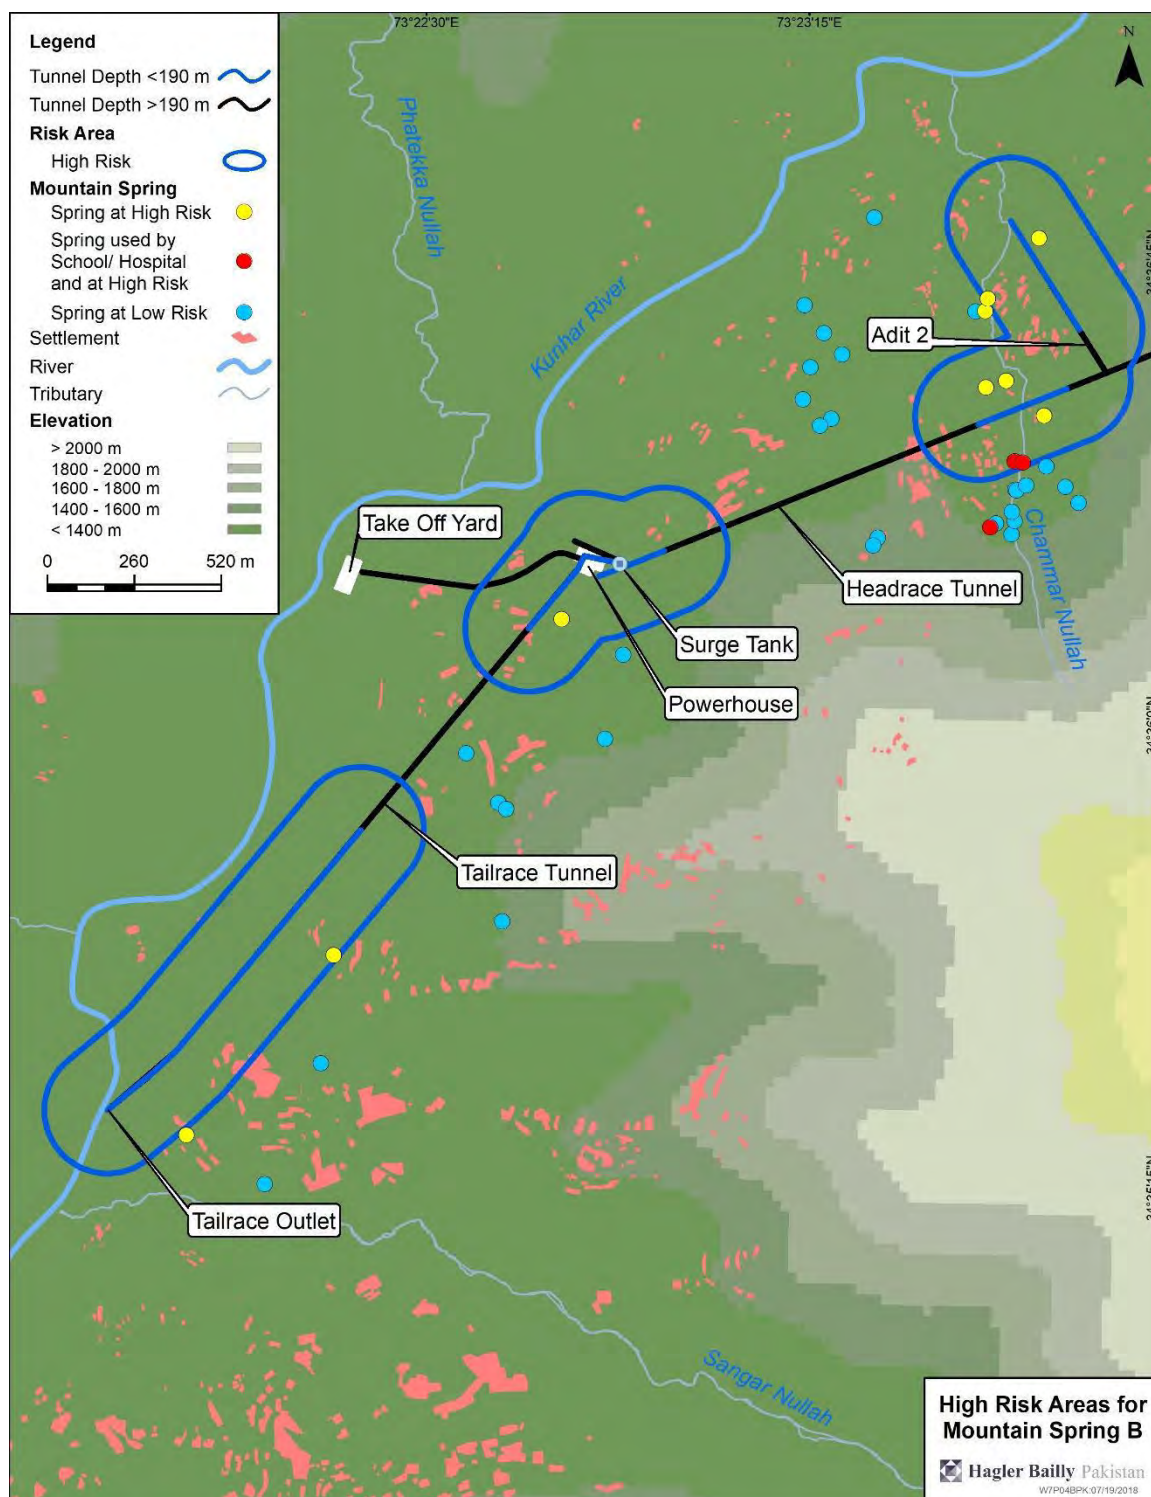 73°22'30"E
73°23'15"E
Legend
Tunnel Depth <190 m
Tunnel Depth >190 m
Risk Area
High Risk
Mountain Spring
Spring at High Risk
Spring used by
School/ Hospital
and at High Risk
Spring at Low Risk
Settlement
River
Tributary
Elevation
> 2000 m
1800 - 2000 m
1600 - 1800 m
1400 - 1600 m
< 1400 m
0 260 520 m
N
Phatekka Nullah
Kunhar River
Adit 2
Take Off Yard
Headrace Tunnel
Chammar Nullah
Surge Tank
Powerhouse
Tailrace Tunnel
Tailrace Outlet
Sangar Nullah
High Risk Areas for
Mountain Spring B
Hagler Bailly Pakistan
W7P04BPK:07/19/2018